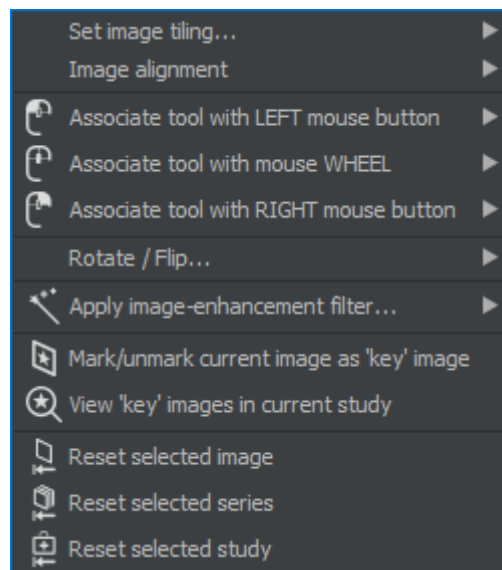 Set image tiling...
Image alignment
Associate tool with LEFT mouse button
Associate tool with mouse WHEEL
Associate tool with RIGHT mouse button
Rotate / Flip...
Apply image-enhancement filter...
Mark/unmark current image as 'key' image
View 'key' images in current study
Reset selected image
Reset selected series
Reset selected study